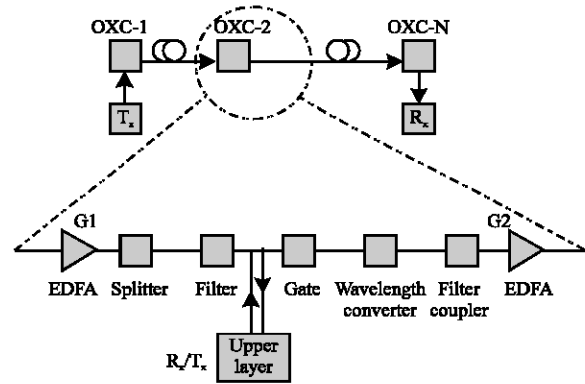 OXC-1
OXC-2
OXC-N
Tx
Rx
G1
G2
EDFA
Splitter
Filter
Gate
Wavelength
converter
Filter
coupler
EDFA
Rx/Tx
Upper
layer